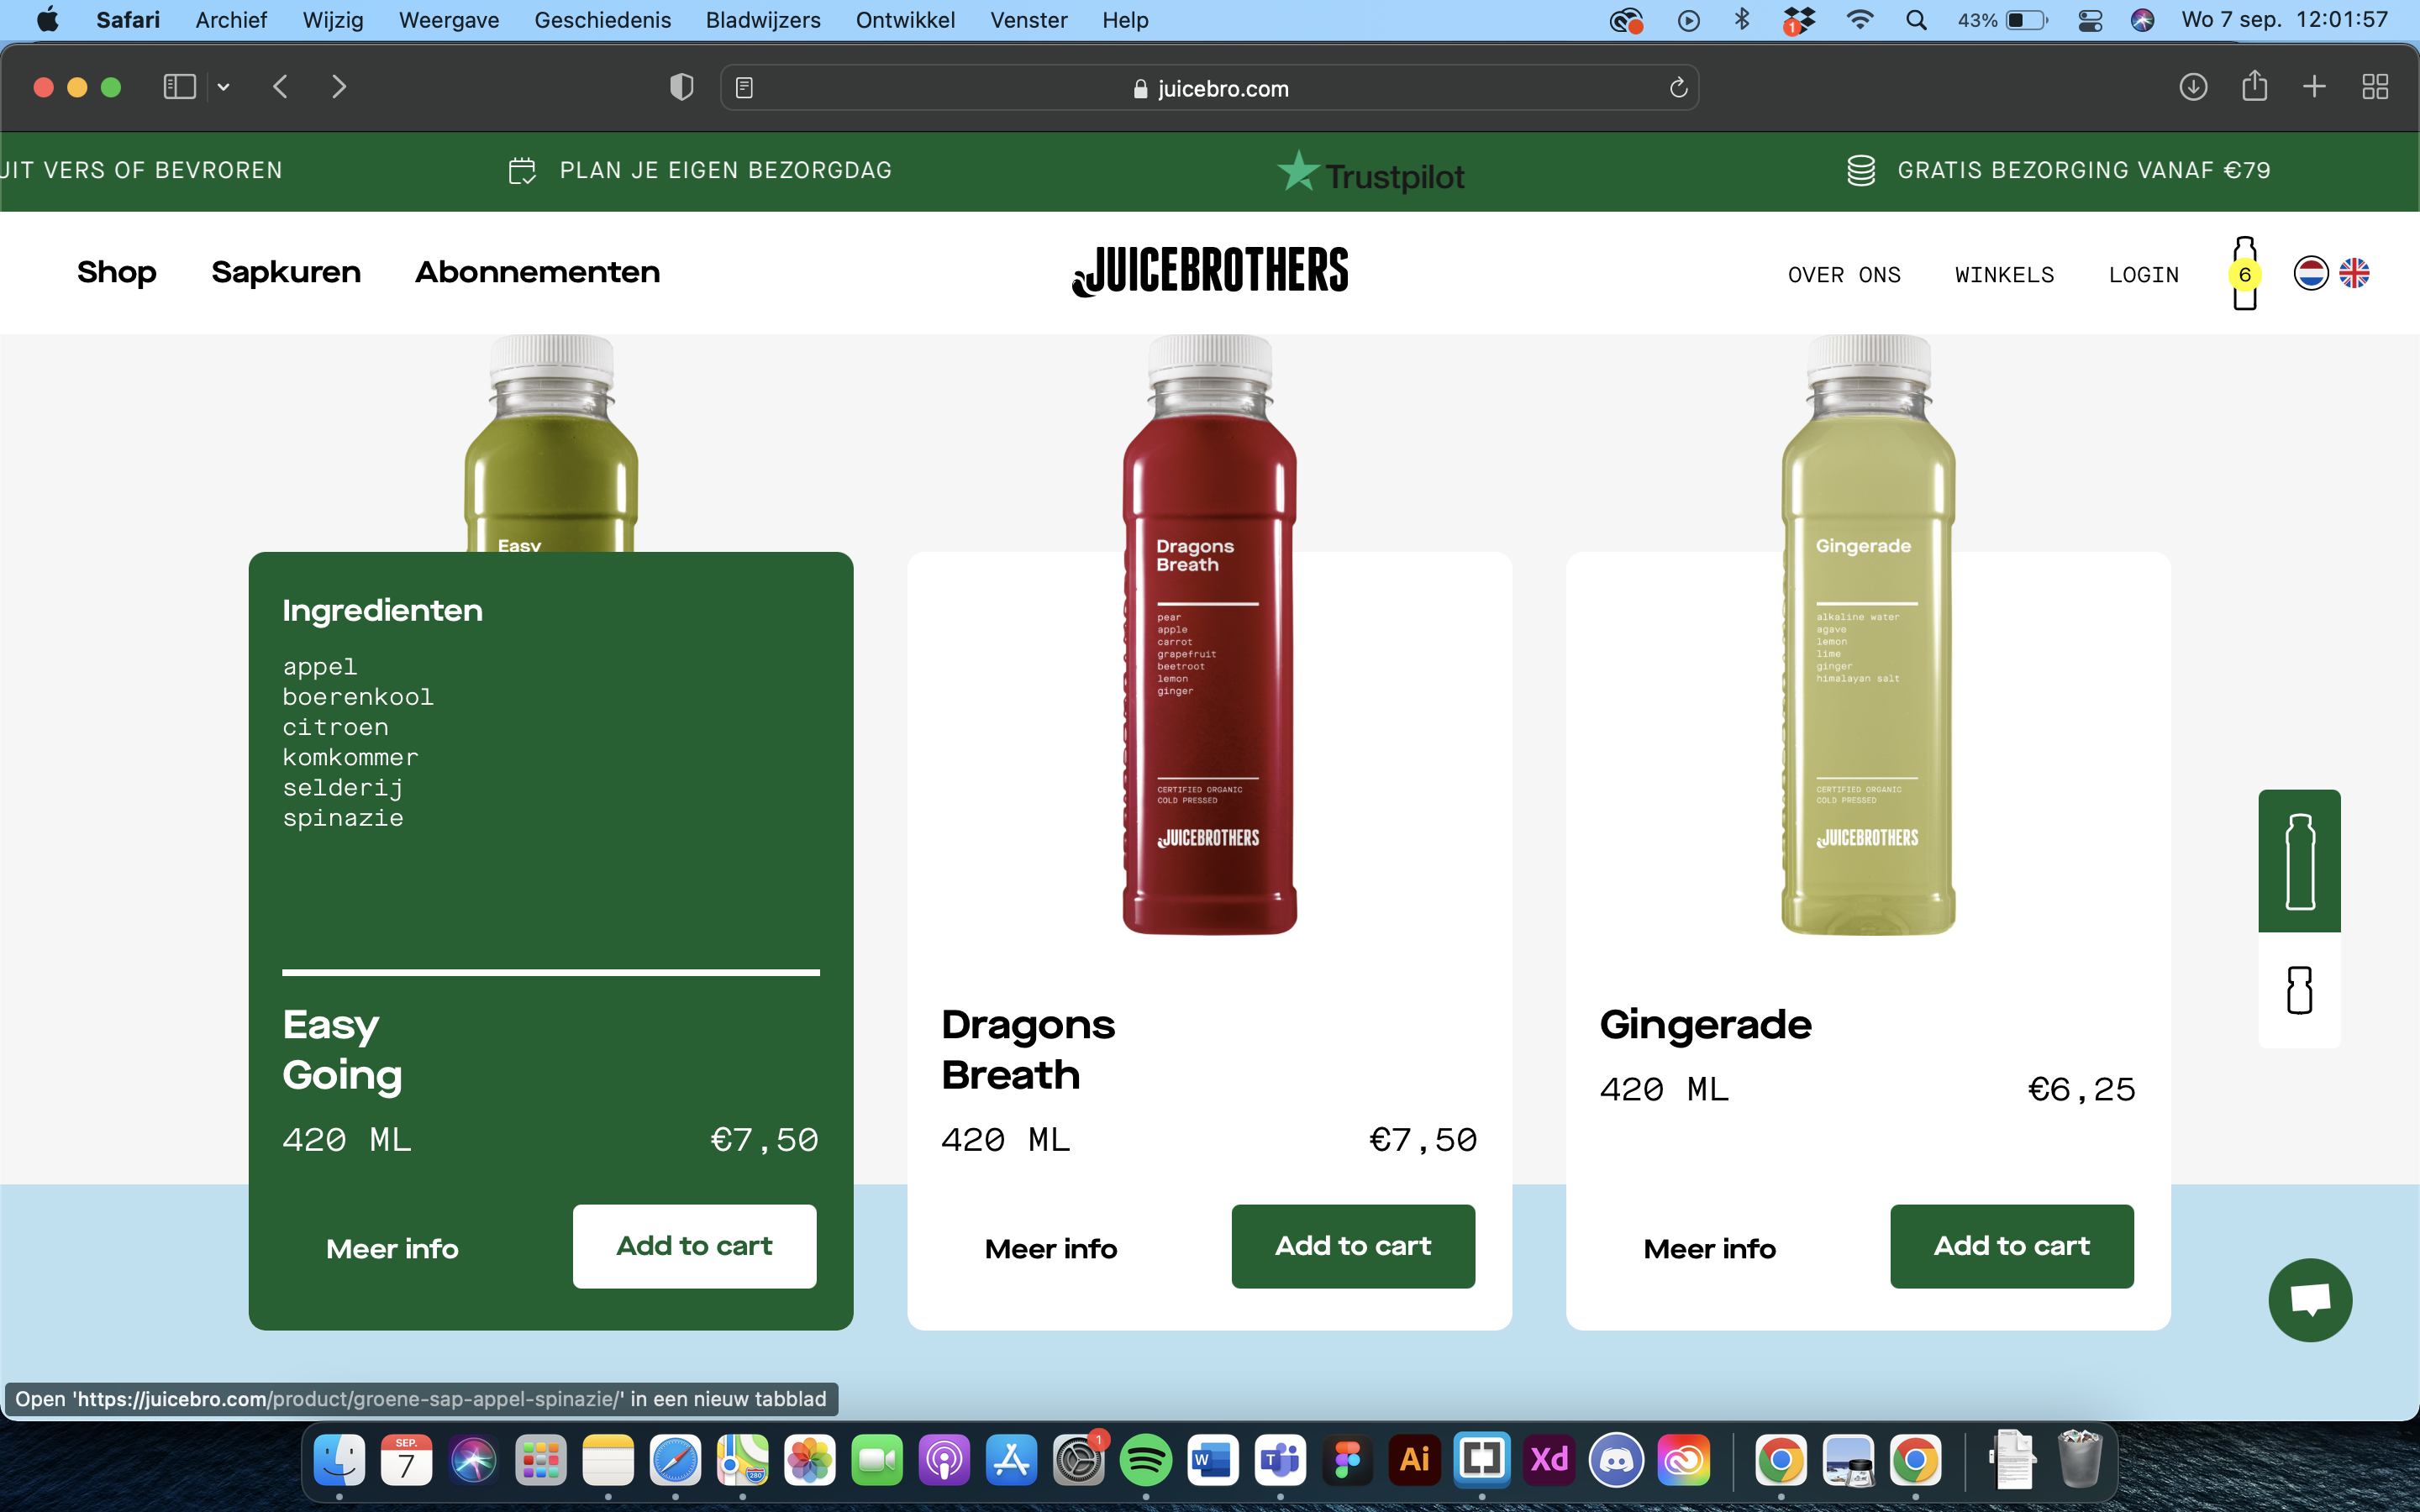 Safari Archief Wijzig Weergave Geschiedenis Bladwijzers Ontwikkel Venster Help 1 43% Wo 7 sep. 12:01:57
juicebro.com
UIT VERS OF BEVROREN PLAN JE EIGEN BEZORGDAG Trustpilot GRATIS BEZORGING VANAF €79
Shop Sapkuren Abonnementen JUICEBROTHERS OVER ONS WINKELS LOGIN 6
Easy
Ingredienten
appel
boerenkool
citroen
komkommer
selderij
spinazie
Easy
Going
420 ML €7,50
Meer info Add to cart
Dragons
Breath
pear
apple
carrot
grapefruit
beetroot
lemon
ginger
CERTIFIED ORGANIC
COLD PRESSED
JUICEBROTHERS
Dragons
Breath
420 ML €7,50
Meer info Add to cart
Gingerade
alkaline water
agave
lemon
lime
ginger
himalayan salt
CERTIFIED ORGANIC
COLD PRESSED
JUICEBROTHERS
Gingerade
420 ML €6,25
Meer info Add to cart
Open 'https://juicebro.com/product/groene-sap-appel-spinazie/' in een nieuw tabblad
SEP.
7
280
1
W
T
Ai
Xd